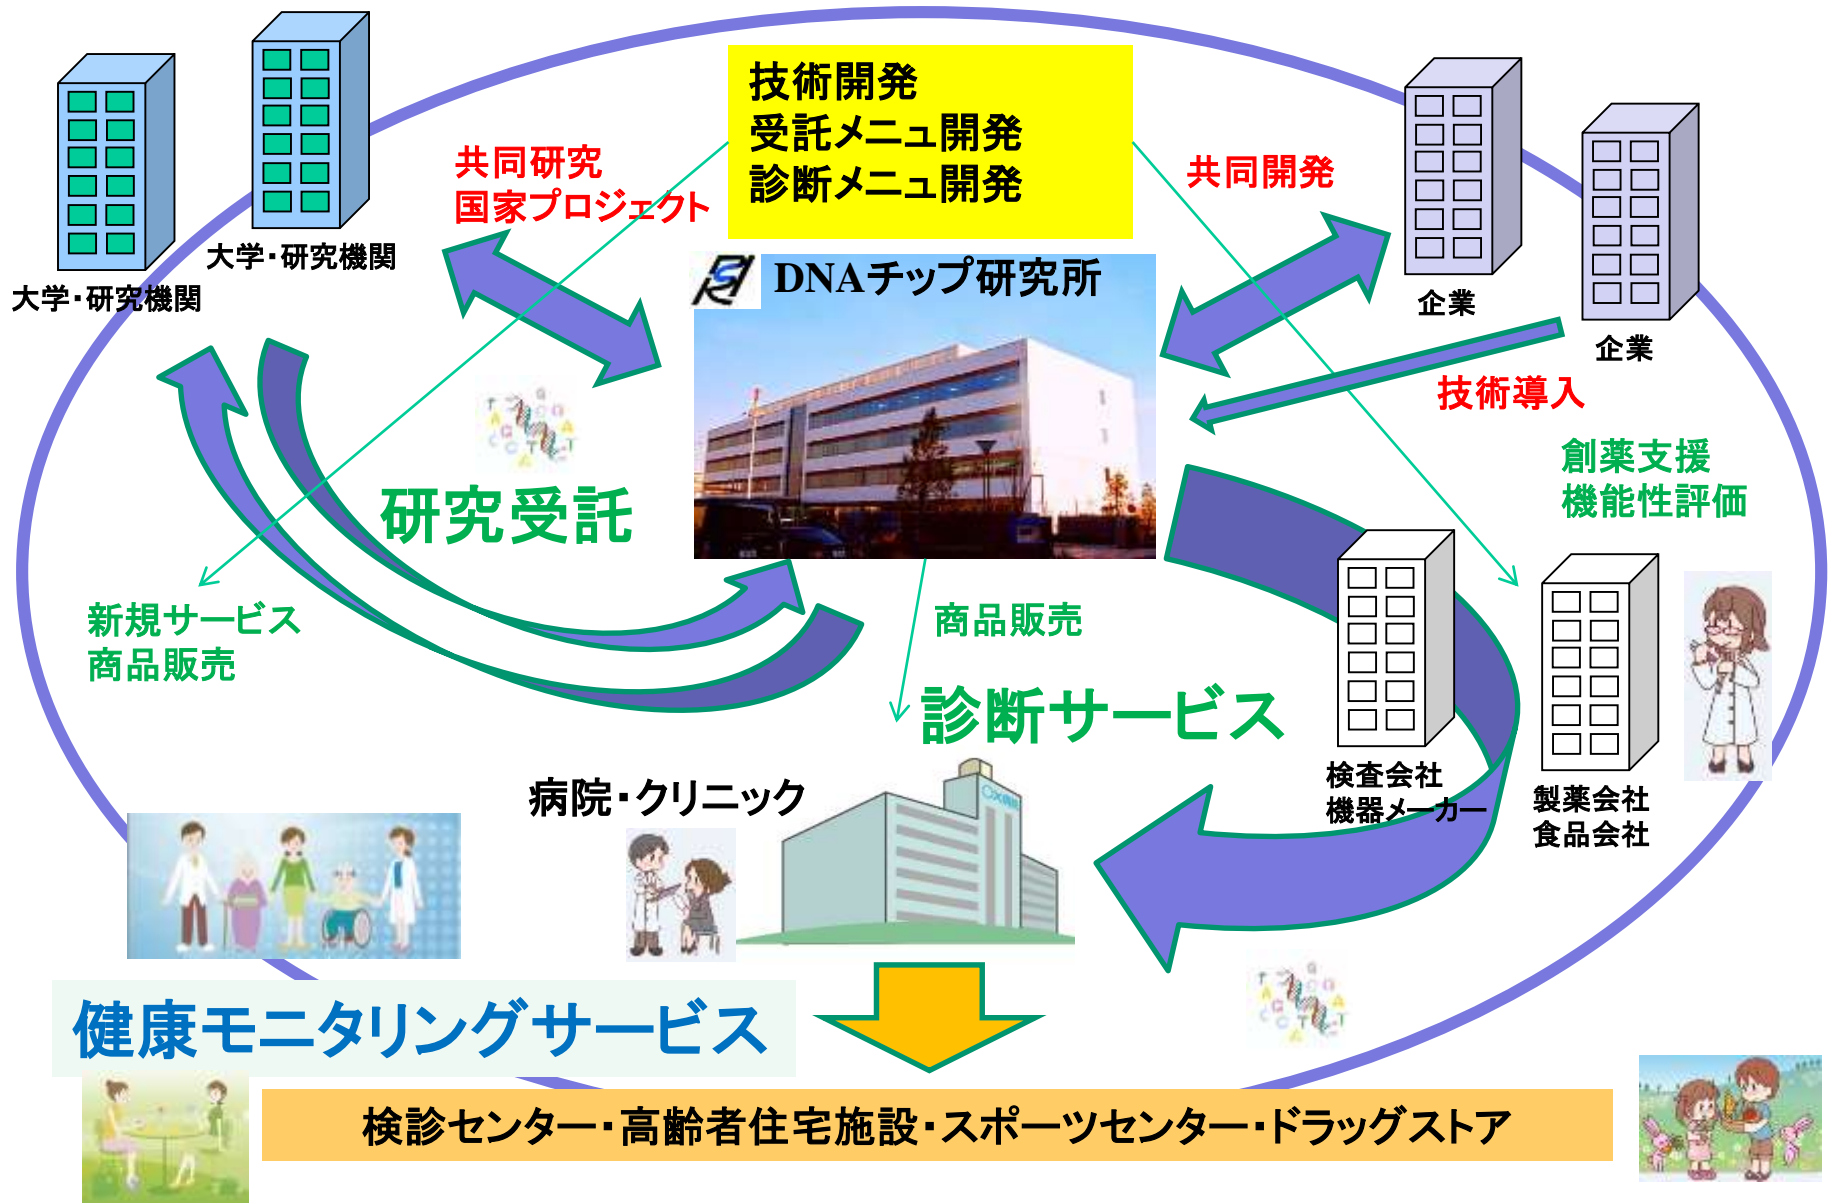 技術開発
受託メニュー開発
診断メニュー開発
共同研究
国家プロジェクト
共同開発
大学・研究機関
大学・研究機関
DNAチップ研究所
企業
企業
技術導入
創薬支援
機能性評価
研究受託
新規サービス
商品販売
商品販売
診断サービス
検査会社
機器メーカー
製薬会社
食品会社
病院・クリニック
健康モニタリングサービス
検診センター・高齢者住宅施設・スポーツセンター・ドラッグストア